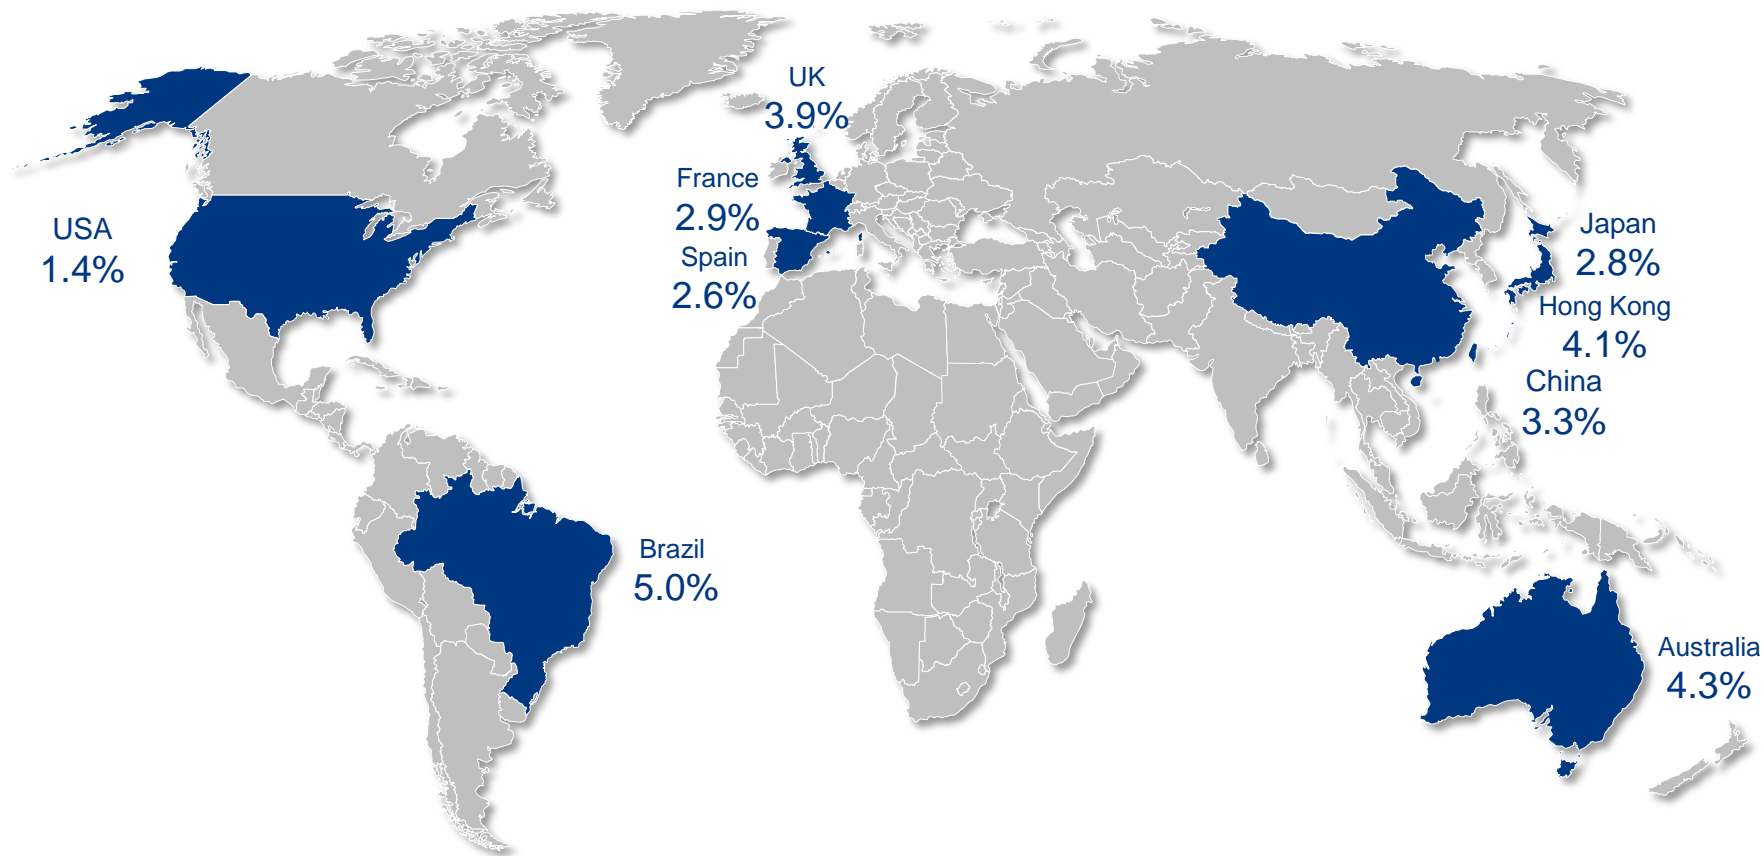 UK
3.9%
France
2.9%
Spain
2.6%
USA
1.4%
Japan
2.8%
Hong Kong
4.1%
China
3.3%
Brazil
5.0%
Australia
4.3%